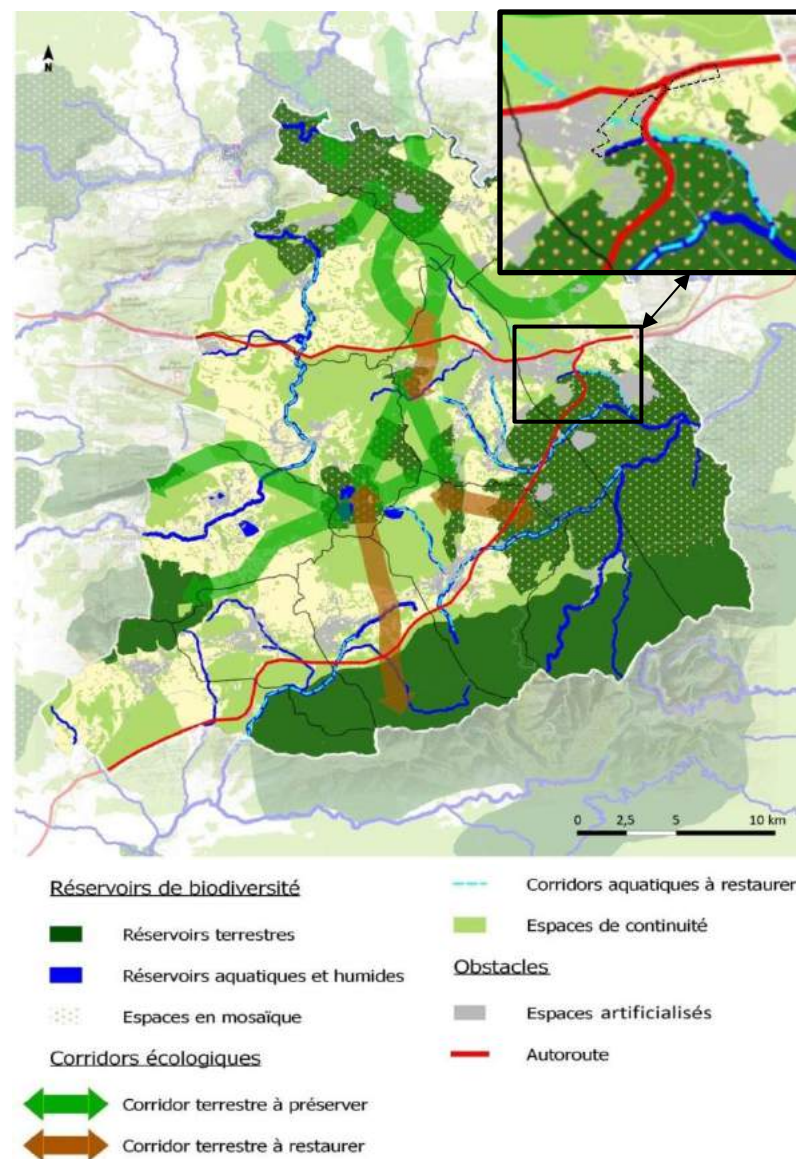 N
0 2,5 5 10 km
Réservoirs de biodiversité
Réservoirs terrestres
Réservoirs aquatiques et humides
Espaces en mosaïque
Corridors écologiques
Corridor terrestre à préserver
Corridor terrestre à restaurer
Corridors aquatiques à restaurer
Espaces de continuité
Obstacles
Espaces artificialisés
Autoroute